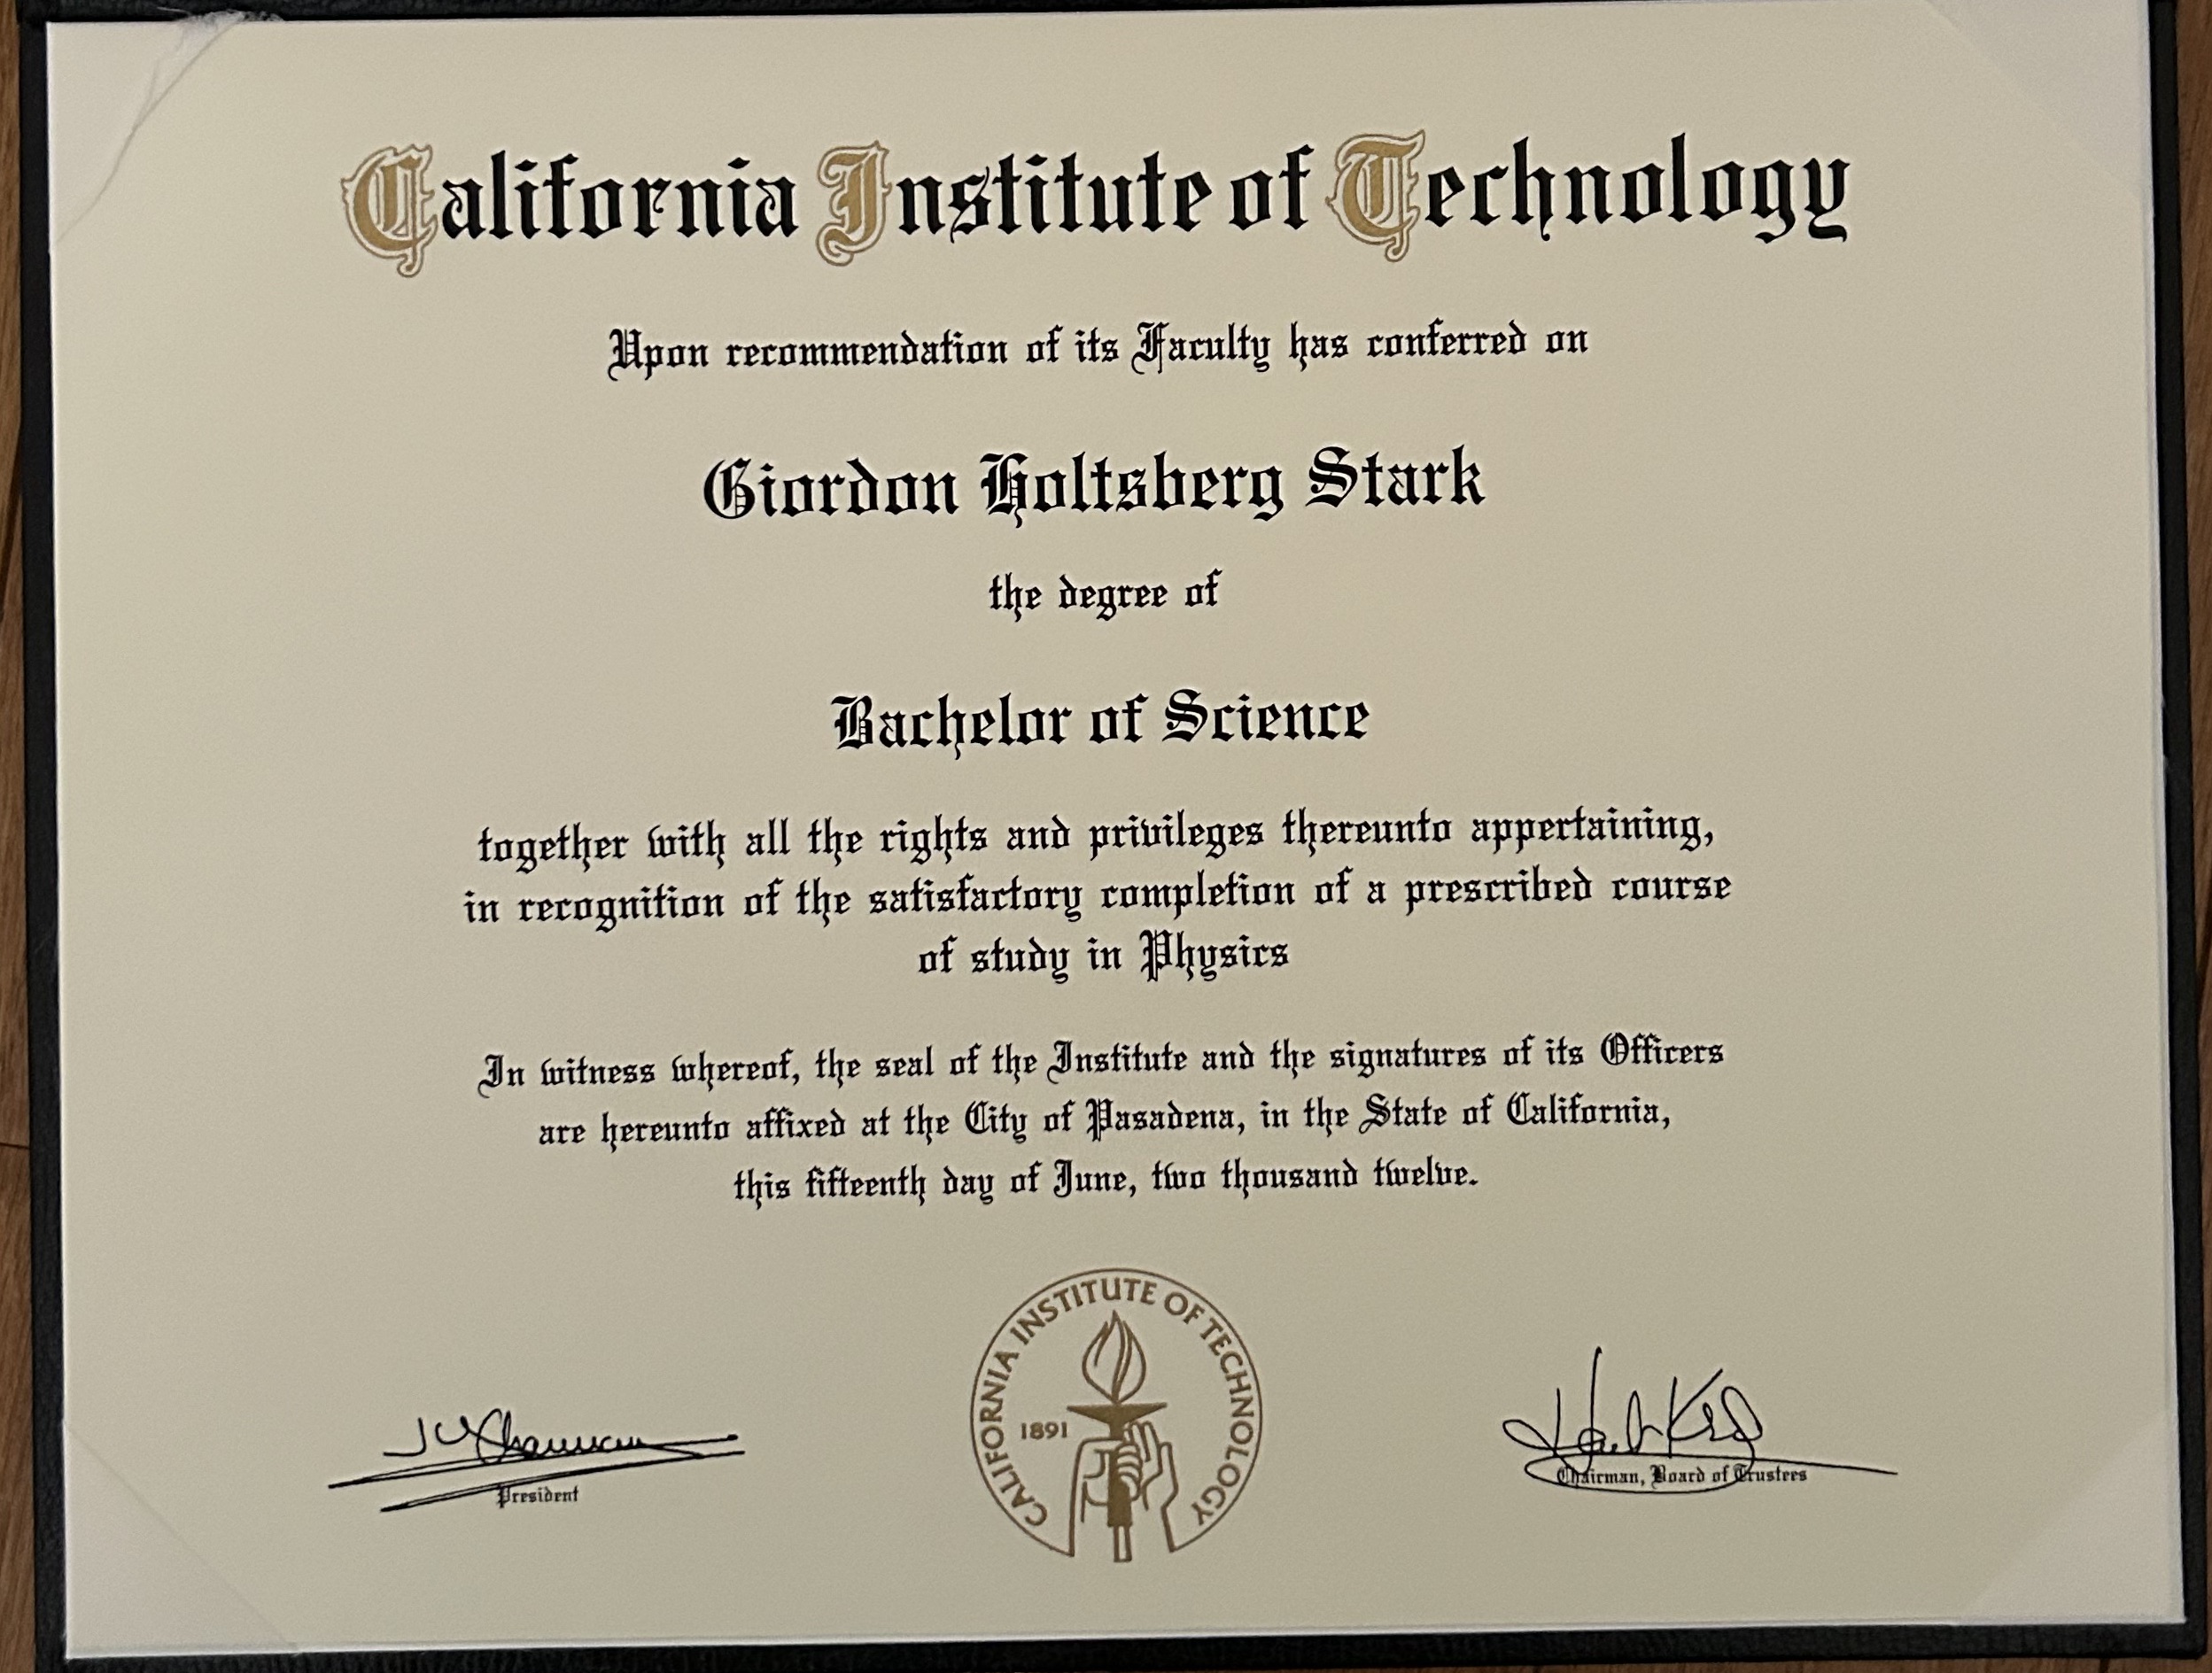 California Institute of Technology
Upon recommendation of its Faculty has conferred on
Giordon Holtsberg Stark
the degree of
Bachelor of Science
together with all the rights and privileges thereunto appertaining,
in recognition of the satisfactory completion of a prescribed course
of study in Physics
In witness whereof, the seal of the Institute and the signatures of its Officers
are hereunto affixed at the City of Pasadena, in the State of California,
this fifteenth day of June, two thousand twelve.
CALIFORNIA INSTITUTE OF TECHNOLOGY
1891
President
Chairman, Board of Trustees